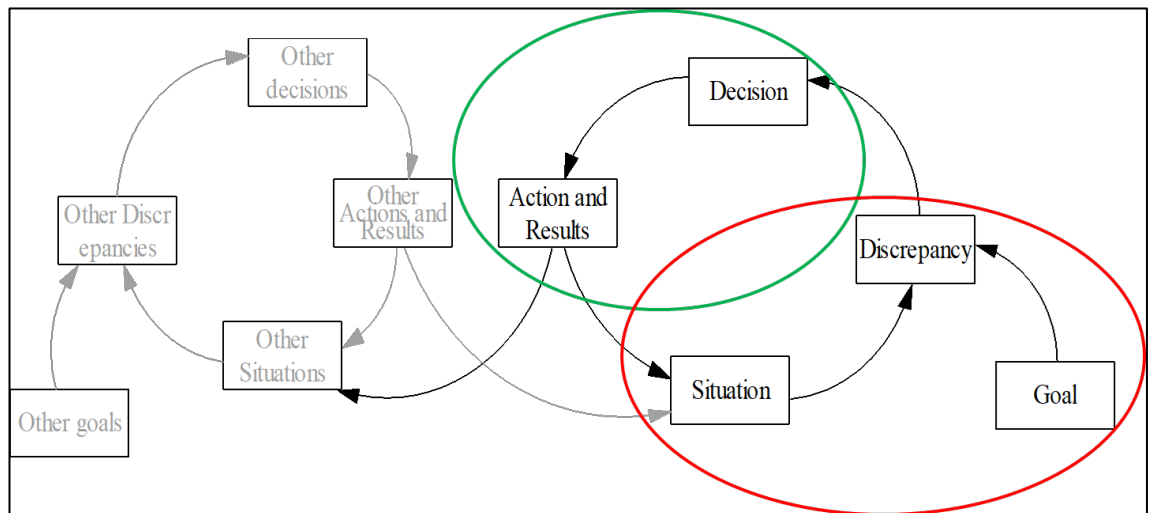 Other
decisions
Decision
Other
Actions and
Results
Action and
Results
Other Discr
epancies
Discrepancy
Other
Situations
Situation
Goal
Other goals